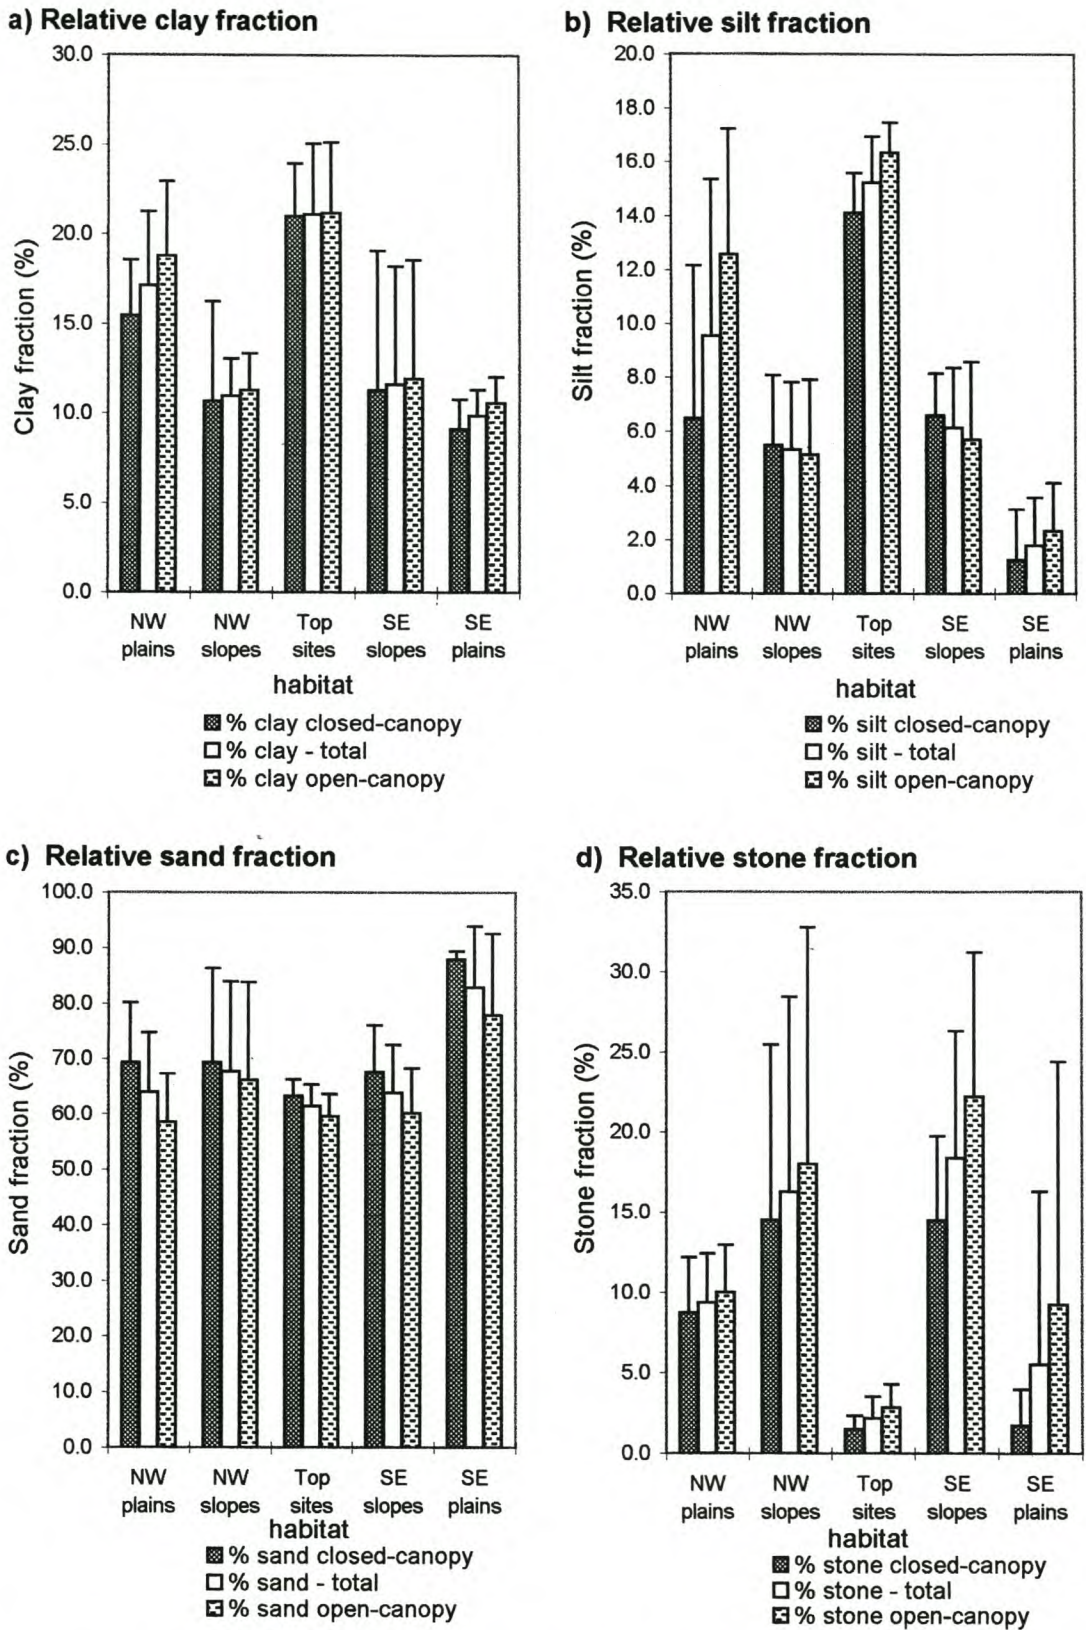 a) Relative clay fraction
30.0
25.0
20.0
15.0
10.0
5.0
0.0
Clay fraction (%)
NW plains
NW slopes
Top sites
SE slopes
SE plains
habitat
% clay closed-canopy
% clay - total
% clay open-canopy
b) Relative silt fraction
20.0
18.0
16.0
14.0
12.0
10.0
8.0
6.0
4.0
2.0
0.0
Silt fraction (%)
NW plains
NW slopes
Top sites
SE slopes
SE plains
habitat
% silt closed-canopy
% silt - total
% silt open-canopy
c) Relative sand fraction
100.0
90.0
80.0
70.0
60.0
50.0
40.0
30.0
20.0
10.0
0.0
Sand fraction (%)
NW plains
NW slopes
Top sites
SE slopes
SE plains
habitat
% sand closed-canopy
% sand - total
% sand open-canopy
d) Relative stone fraction
35.0
30.0
25.0
20.0
15.0
10.0
5.0
0.0
Stone fraction (%)
NW plains
NW slopes
Top sites
SE slopes
SE plains
habitat
% stone closed-canopy
% stone - total
% stone open-canopy